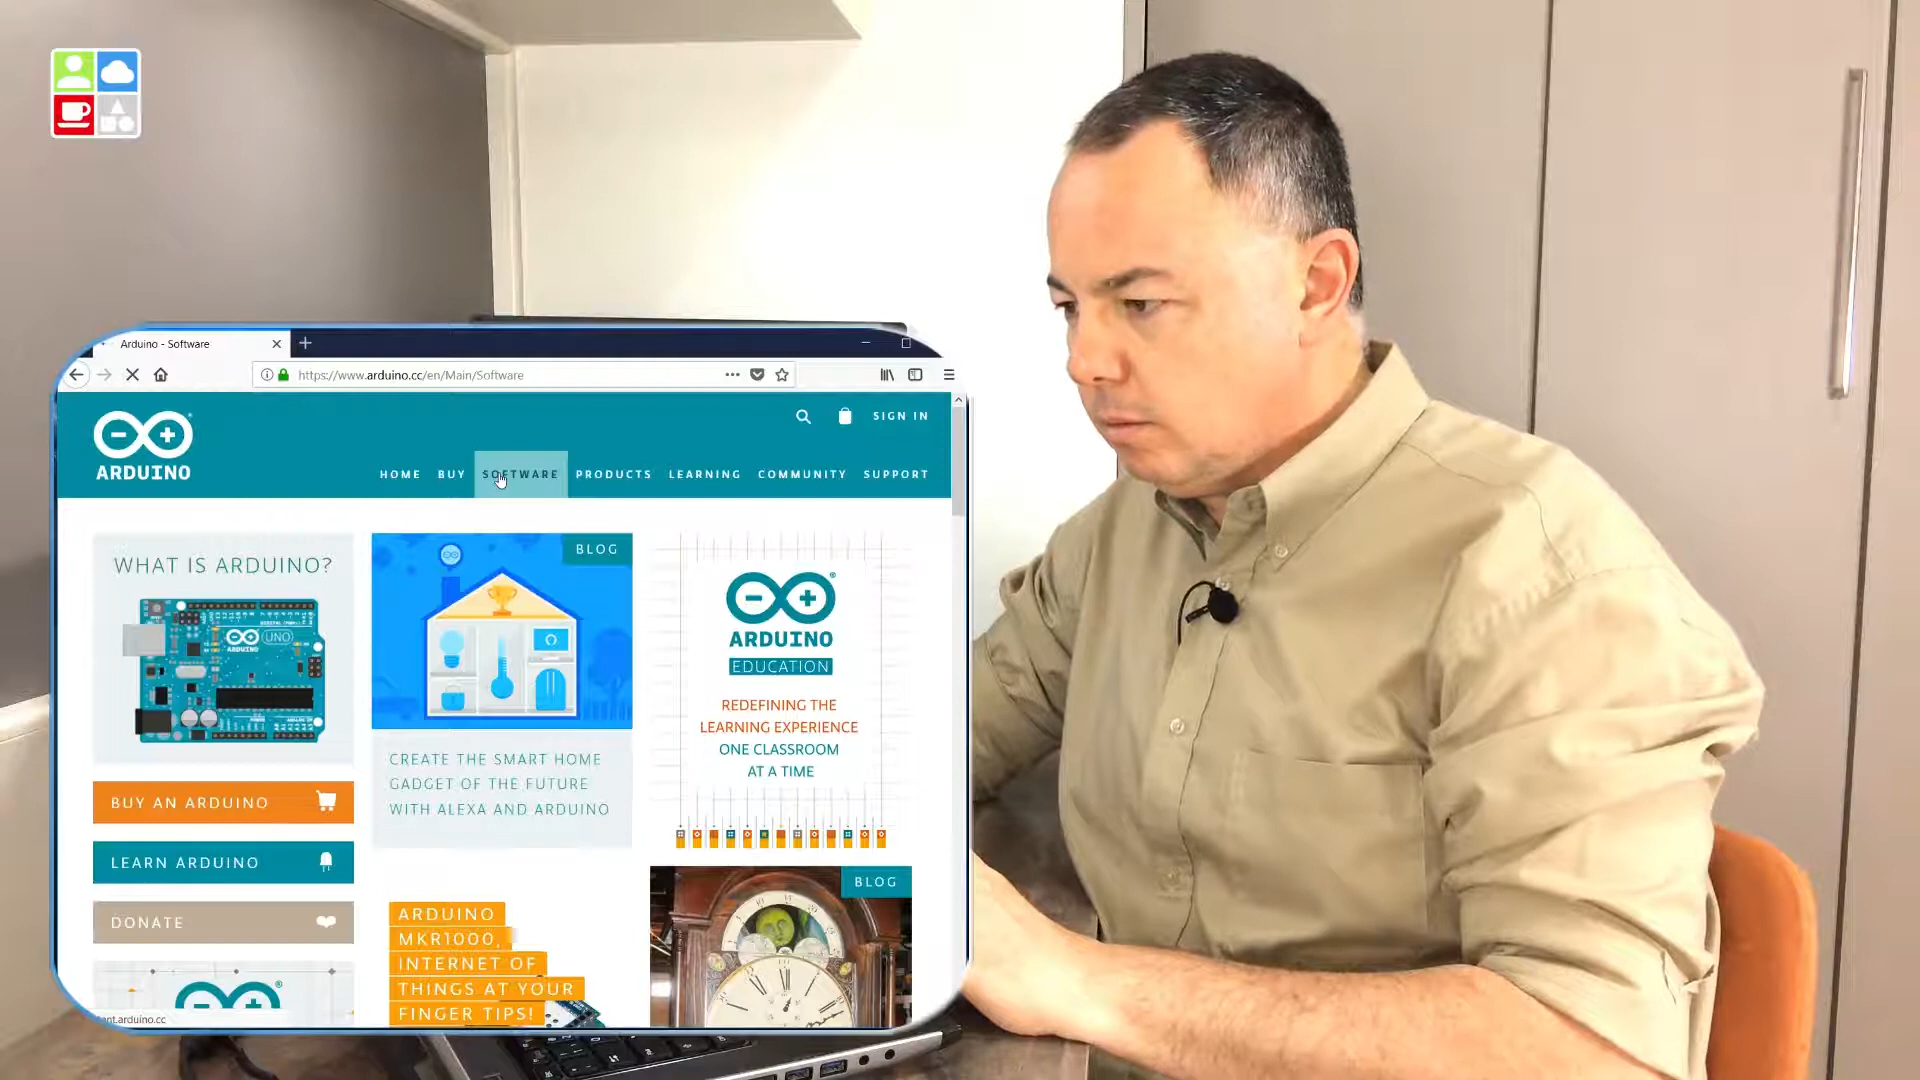 Arduino - Software
https://www.arduino.cc/en/Main/Software
SIGN IN
ARDUINO
HOME BUY SOFTWARE PRODUCTS LEARNING COMMUNITY SUPPORT
WHAT IS ARDUINO?
ARDUINO
UNO
BUY AN ARDUINO
LEARN ARDUINO
DONATE
BLOG
CREATE THE SMART HOME
GADGET OF THE FUTURE
WITH ALEXA AND ARDUINO
ARDUINO
MKR1000,
INTERNET OF
THINGS AT YOUR
FINGER TIPS!
ARDUINO
EDUCATION
REDEFINING THE
LEARNING EXPERIENCE
ONE CLASSROOM
AT A TIME
BLOG